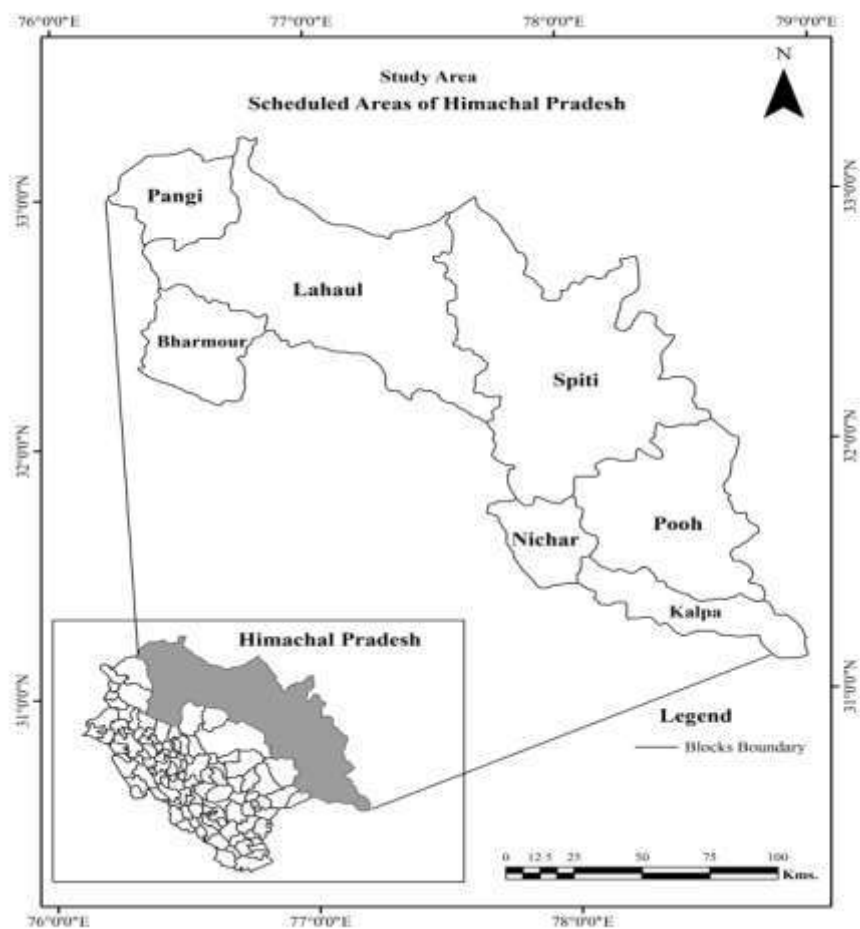 76°0'0"E 77°0'0"E 78°0'0"E 79°0'0"E
N
Study Area
Scheduled Areas of Himachal Pradesh
Pangi
33°0'0"N
33°0'0"N
Lahaul
Bharmour
Spiti
32°0'0"N
32°0'0"N
Pooh
Nichar
Kalpa
Himachal Pradesh
31°0'0"N
31°0'0"N
Legend
Blocks Boundary
0 12.5 25 50 75 100
Kms.
76°0'0"E 77°0'0"E 78°0'0"E